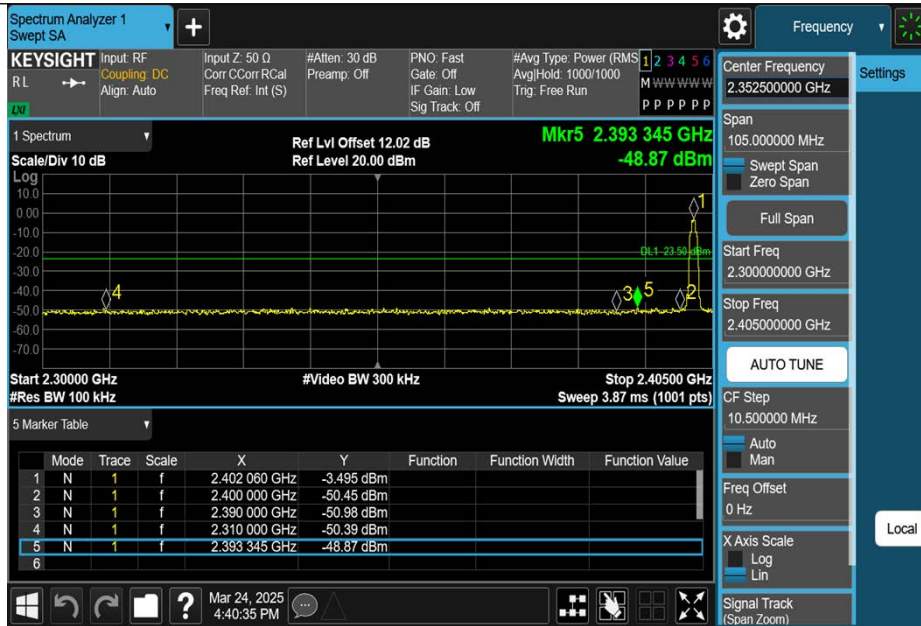 Spectrum Analyzer 1
Swept SA
+
Frequency
KEYSIGHT
RL
LXI
Input: RF
Coupling: DC
Align: Auto
Input Z: 50 Ω
Corr CCorr RCal
Freq Ref: Int (S)
#Atten: 30 dB
Preamp: Off
PNO: Fast
Gate: Off
IF Gain: Low
Sig Track: Off
#Avg Type: Power (RMS
Avg|Hold: 1000/1000
Trig: Free Run
1 2 3 4 5 6
M W W W W W
P P P P P P
1 Spectrum
Scale/Div 10 dB
Ref Lvl Offset 12.02 dB
Ref Level 20.00 dBm
Mkr5 2.393 345 GHz
-48.87 dBm
Log
10.0
0.00
-10.0
-20.0
-30.0
-40.0
-50.0
-60.0
-70.0
1
DL1 -23.50 dBm
4
3
5
2
Start 2.30000 GHz
#Res BW 100 kHz
#Video BW 300 kHz
Stop 2.40500 GHz
Sweep 3.87 ms (1001 pts)
5 Marker Table
Mode Trace Scale X Y Function Function Width Function Value
1 N 1 f 2.402 060 GHz -3.495 dBm
2 N 1 f 2.400 000 GHz -50.45 dBm
3 N 1 f 2.390 000 GHz -50.98 dBm
4 N 1 f 2.310 000 GHz -50.39 dBm
5 N 1 f 2.393 345 GHz -48.87 dBm
6
?
Mar 24, 2025
4:40:35 PM
Center Frequency
2.352500000 GHz
Settings
Span
105.000000 MHz
Swept Span
Zero Span
Full Span
Start Freq
2.300000000 GHz
Stop Freq
2.405000000 GHz
AUTO TUNE
CF Step
10.500000 MHz
Auto
Man
Freq Offset
0 Hz
Local
X Axis Scale
Log
Lin
Signal Track
(Span Zoom)